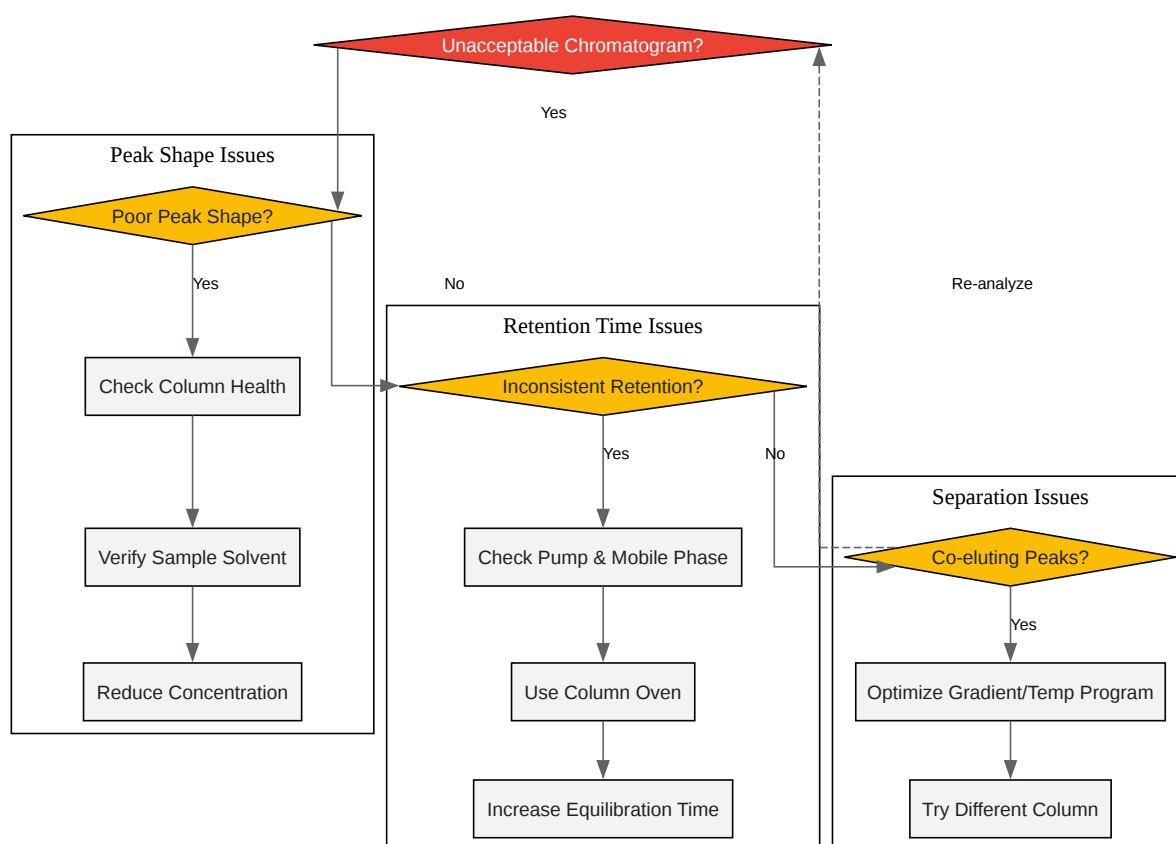 Unacceptable Chromatogram?
Yes
Peak Shape Issues
Poor Peak Shape?
Yes
No
Re-analyze
Retention Time Issues
Check Column Health
Inconsistent Retention?
Yes
No
Separation Issues
Verify Sample Solvent
Check Pump & Mobile Phase
Co-eluting Peaks?
Yes
Reduce Concentration
Use Column Oven
Optimize Gradient/Temp Program
Increase Equilibration Time
Try Different Column